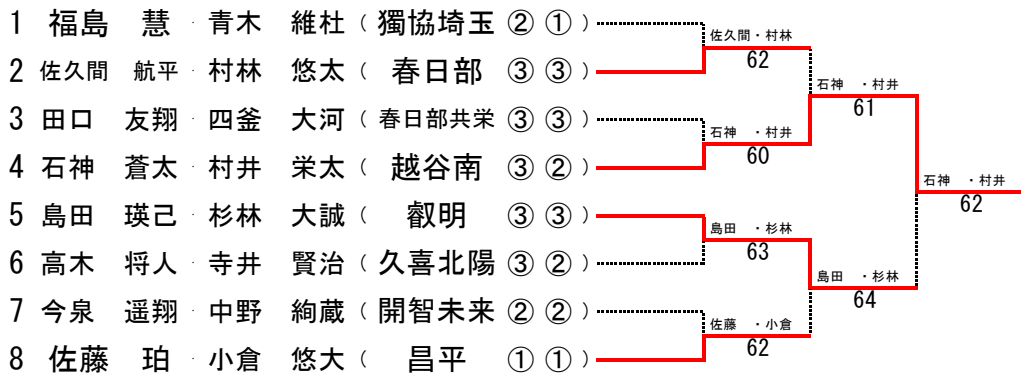 1 福島 慧 · 青木 維杜 ( 獨協埼玉 ② ① )
2 佐久間 航平 · 村林 悠太 ( 春日部 ③ ③ )
3 田口 友翔 · 四釜 大河 ( 春日部共栄 ③ ③ )
4 石神 蒼太 · 村井 栄太 ( 越谷南 ③ ② )
5 島田 瑛己 · 杉林 大誠 ( 叡明 ③ ③ )
6 高木 将人 · 寺井 賢治 ( 久喜北陽 ③ ② )
7 今泉 遥翔 · 中野 絢蔵 ( 開智未来 ② ② )
8 佐藤 珀 · 小倉 悠大 ( 昌平 ① ① )
佐久間・村林
62
石神 ・村井
60
島田 ・杉林
63
佐藤 ・小倉
62
石神 ・村井
61
島田 ・杉林
64
石神 ・村井
62